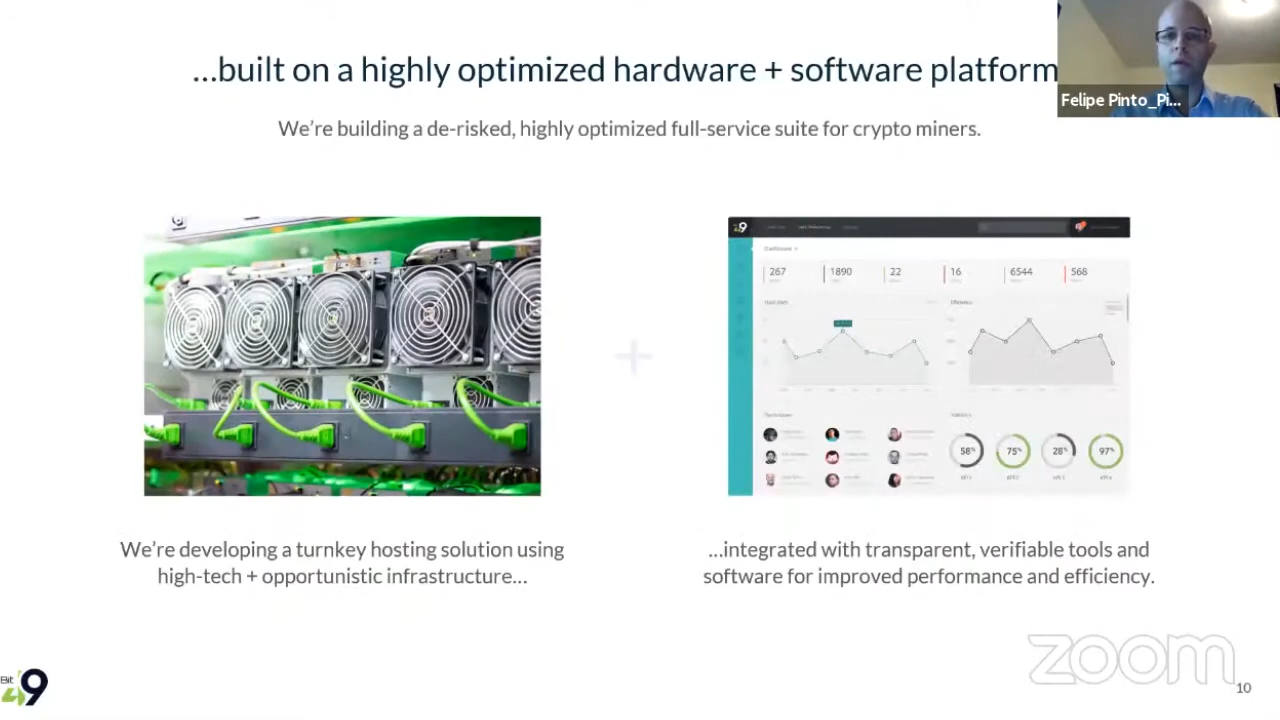 ...built on a highly optimized hardware + software platform
We're building a de-risked, highly optimized full-service suite for crypto miners.
Felipe Pinto_Pi...
49
Dashboard
267
1890
22
16
6544
568
Efficiency
58%
75%
28%
97%
We're developing a turnkey hosting solution using
high-tech + opportunistic infrastructure...
...integrated with transparent, verifiable tools and
software for improved performance and efficiency.
Bit
49
zoom
10